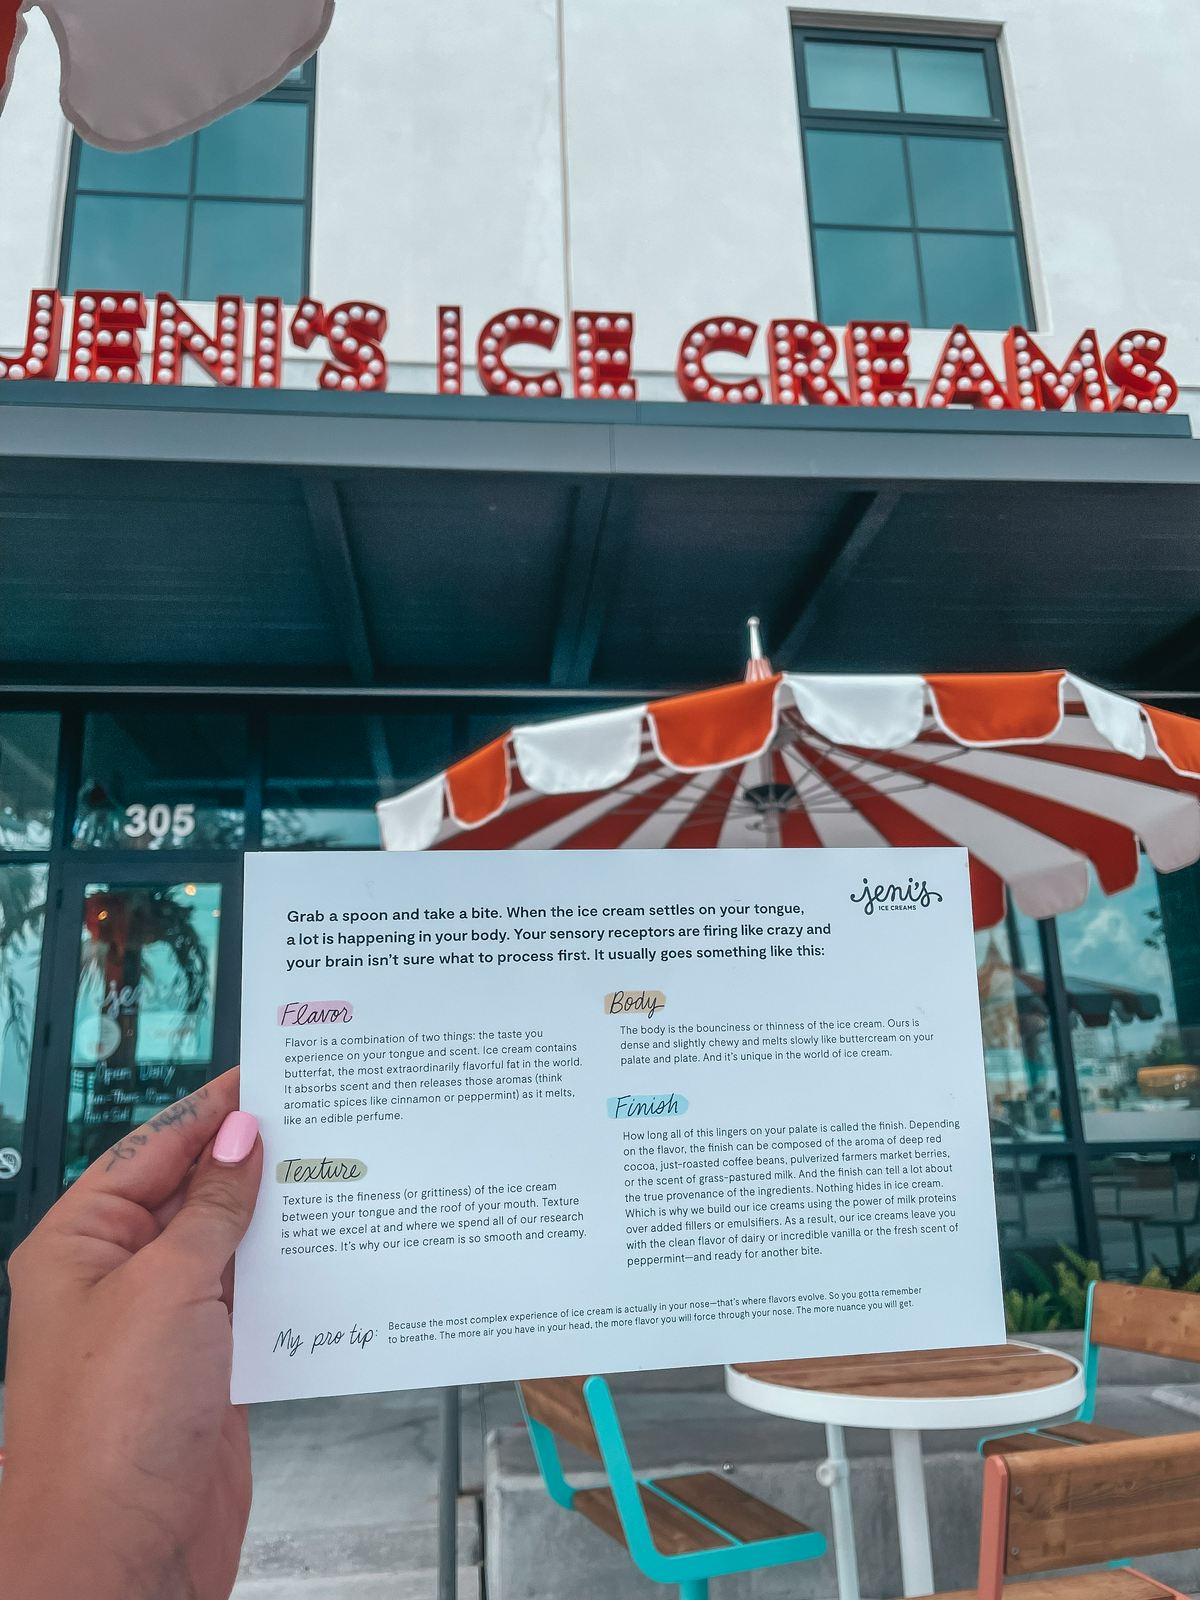 JENI'S ICE CREAMS
305
jeni's
ICE CREAMS
Grab a spoon and take a bite. When the ice cream settles on your tongue,
a lot is happening in your body. Your sensory receptors are firing like crazy and
your brain isn't sure what to process first. It usually goes something like this:
Flavor
Flavor is a combination of two things: the taste you
experience on your tongue and scent. Ice cream contains
butterfat, the most extraordinarily flavorful fat in the world.
It absorbs scent and then releases those aromas (think
aromatic spices like cinnamon or peppermint) as it melts,
like an edible perfume.
Texture
Texture is the fineness (or grittiness) of the ice cream
between your tongue and the roof of your mouth. Texture
is what we excel at and where we spend all of our research
resources. It's why our ice cream is so smooth and creamy.
Body
The body is the bounciness or thinness of the ice cream. Ours is
dense and slightly chewy and melts slowly like buttercream on your
palate and plate. And it's unique in the world of ice cream.
Finish
How long all of this lingers on your palate is called the finish. Depending
on the flavor, the finish can be composed of the aroma of deep red
cocoa, just-roasted coffee beans, pulverized farmers market berries,
or the scent of grass-pastured milk. And the finish can tell a lot about
the true provenance of the ingredients. Nothing hides in ice cream.
Which is why we build our ice creams using the power of milk proteins
over added fillers or emulsifiers. As a result, our ice creams leave you
with the clean flavor of dairy or incredible vanilla or the fresh scent of
peppermint—and ready for another bite.
My pro tip:
Because the most complex experience of ice cream is actually in your nose—that's where flavors evolve. So you gotta remember
to breathe. The more air you have in your head, the more flavor you will force through your nose. The more nuance you will get.
jeni's
Open Daily